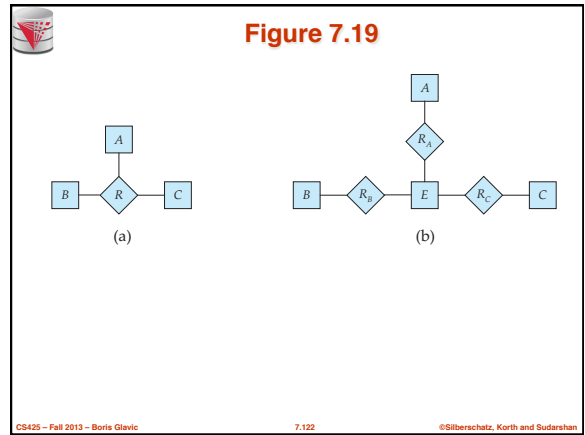 Figure 7.19
A
A
R_A
B R C
B R_B E R_C C
(a) (b)
CS425 – Fall 2013 – Boris Glavic 7.122 ©Silberschatz, Korth and Sudarshan